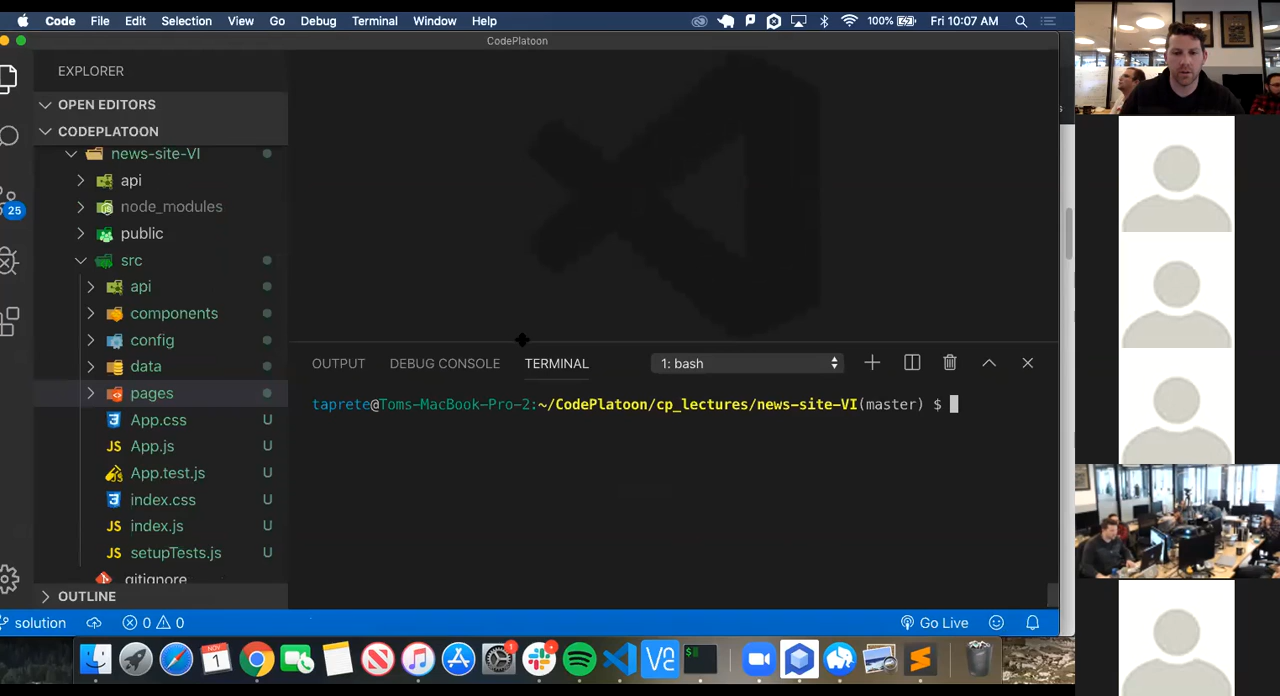 Code File Edit Selection View Go Debug Terminal Window Help
100% Fri 10:07 AM
CodePlatoon
EXPLORER
OPEN EDITORS
CODEPLATOON
news-site-VI
api
node_modules
public
src
api
components
config
data
pages
App.css U
JS App.js U
App.test.js U
index.css U
JS index.js U
JS setupTests.js U
.gitignore
OUTLINE
25
OUTPUT DEBUG CONSOLE TERMINAL 1: bash
taprete@Toms-MacBook-Pro-2:~/CodePlatoon/cp_lectures/news-site-VI(master) $
solution 0 0 Go Live